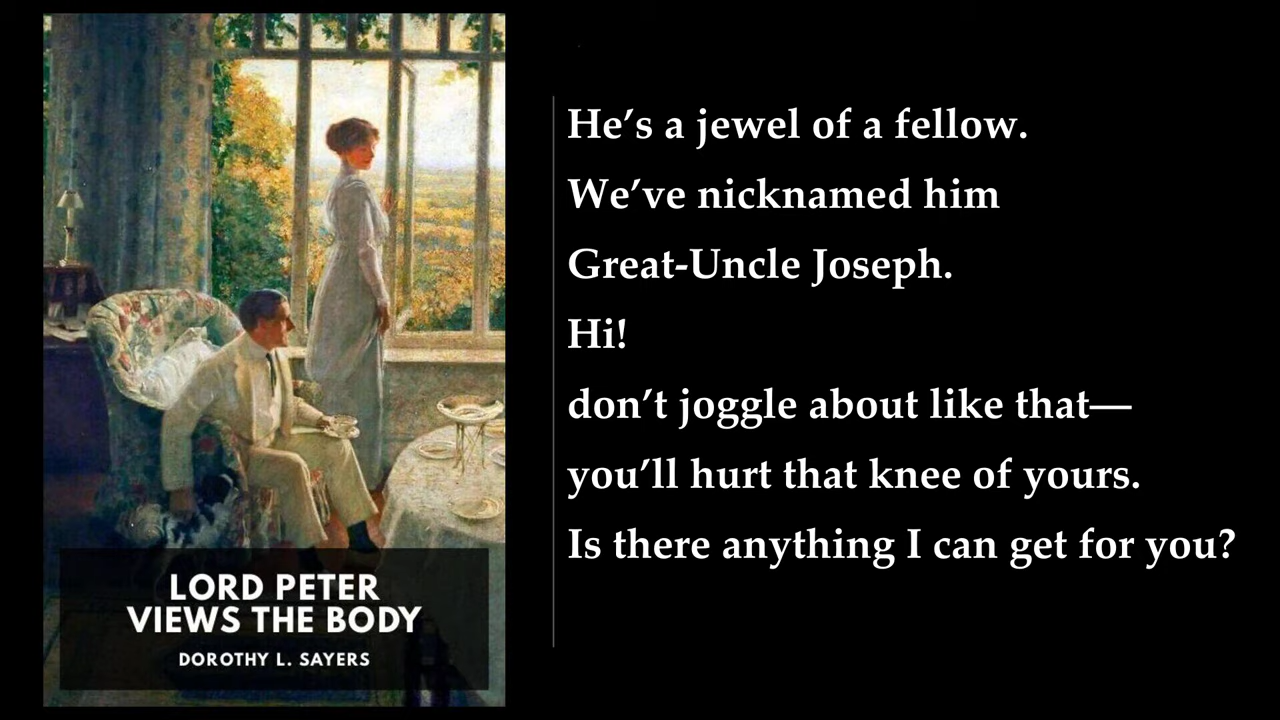 LORD PETER
VIEWS THE BODY
DOROTHY L. SAYERS
He’s a jewel of a fellow.
We’ve nicknamed him
Great-Uncle Joseph.
Hi!
don’t joggle about like that—
you’ll hurt that knee of yours.
Is there anything I can get for you?